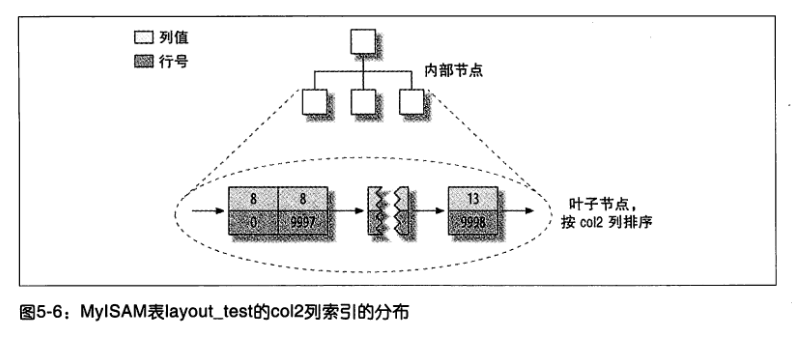 列值
行号
内部节点
8 8 13
0 9997 9998
叶子节点，
按 col2 列排序
图5-6：MyISAM表layout_test的col2列索引的分布